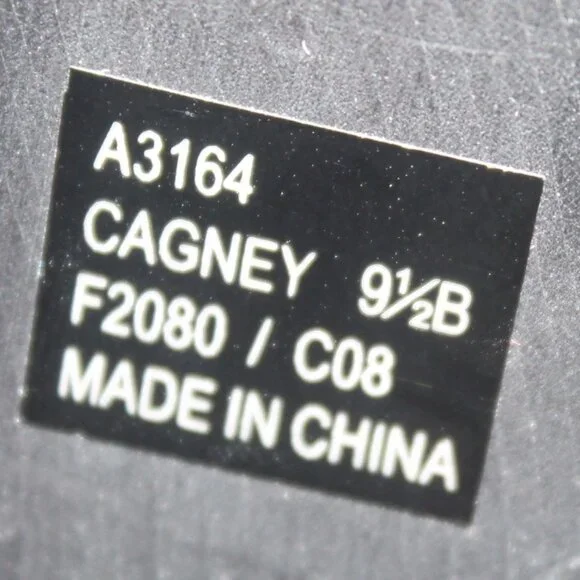 A3164
CAGNEY 9½B
F2080 / C08
MADE IN CHINA